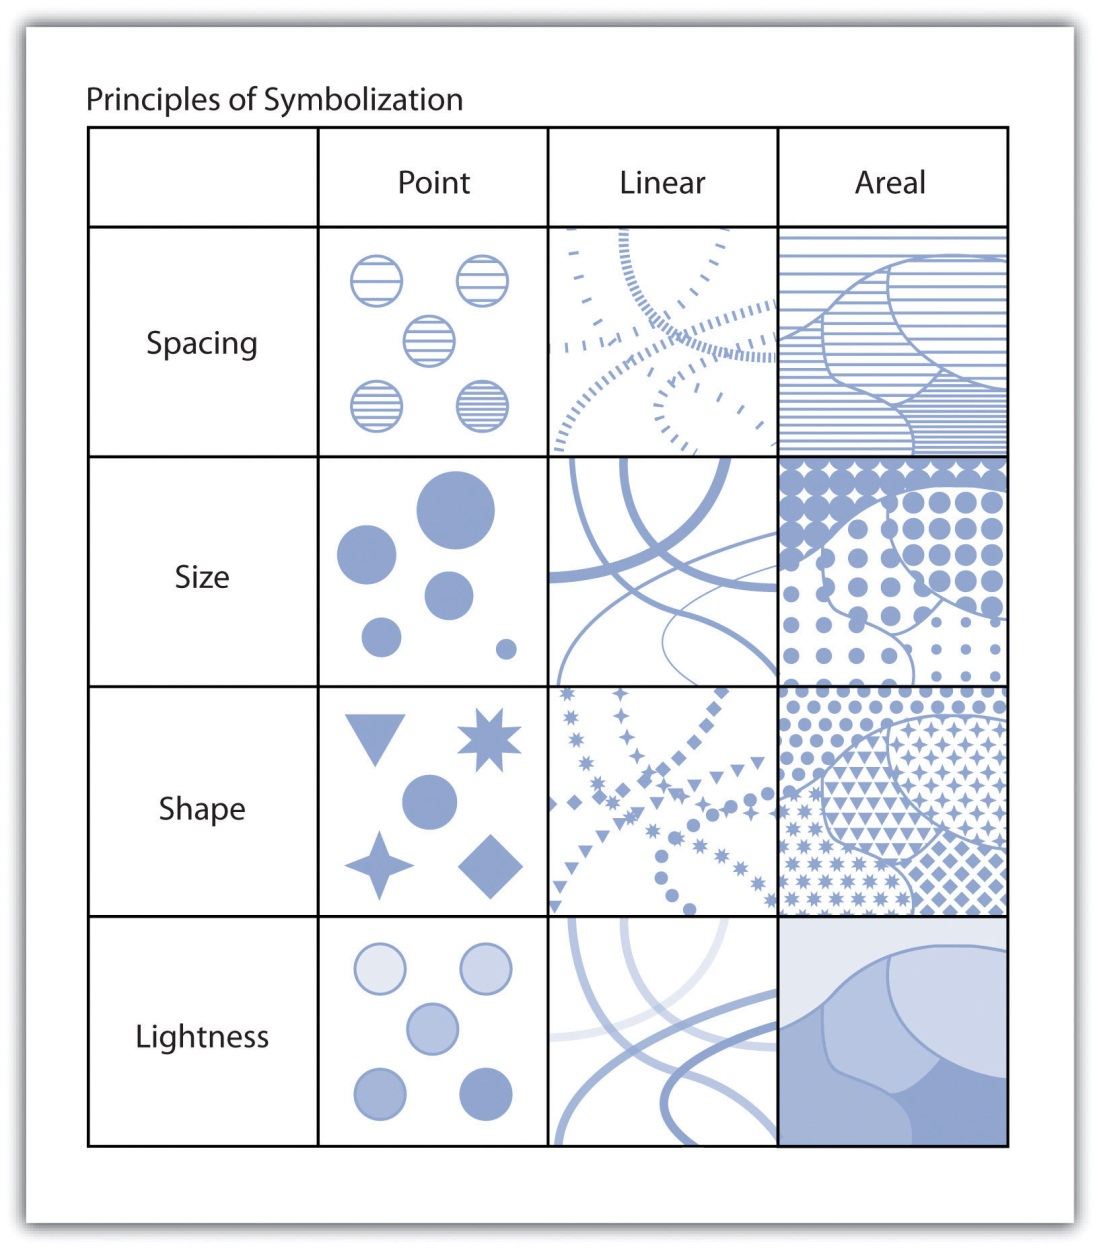 Principles of Symbolization
Point Linear Areal
Spacing
Size
Shape
Lightness